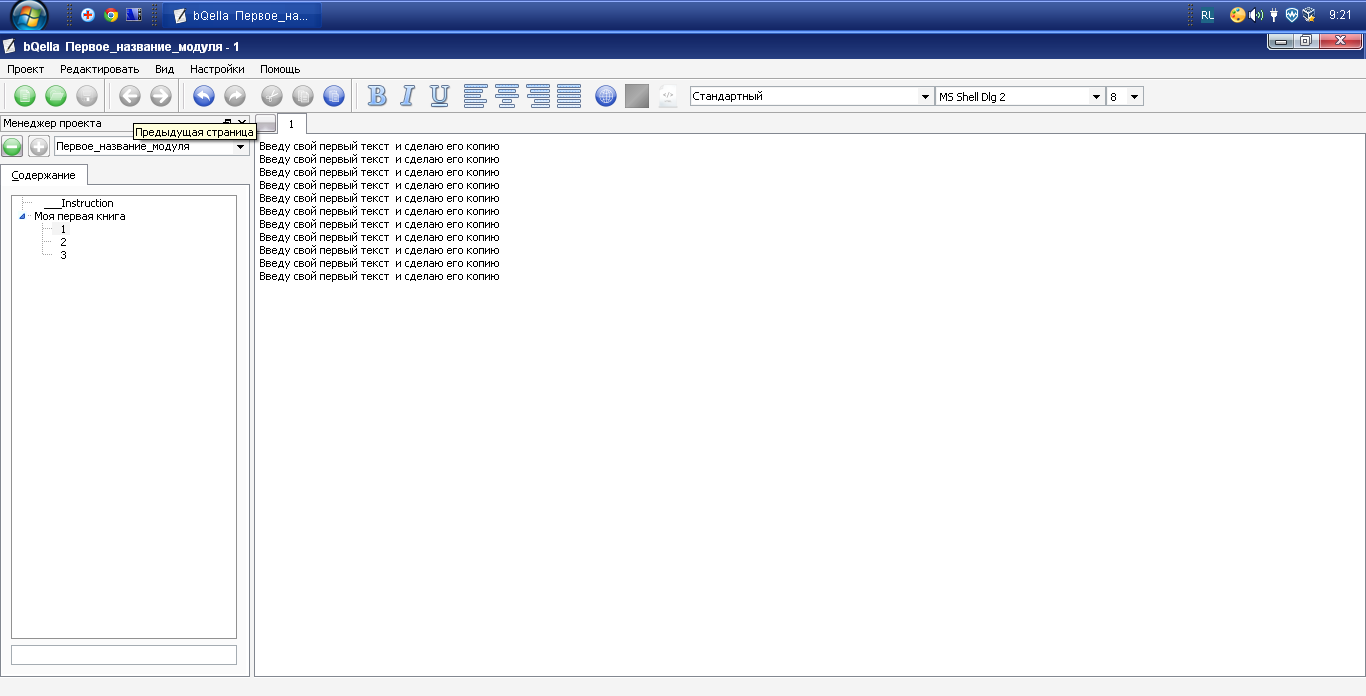 bQella Первое_на...
RL
9:21
bQella Первое_название_модуля - 1
Проект Редактировать Вид Настройки Помощь
B I U
Стандартный
MS Shell Dlg 2
8
Менеджер проекта
Предыдущая страница
1
Первое_название_модуля
Содержание
___Instruction
Моя первая книга
1
2
3
Введу свой первый текст и сделаю его копию
Введу свой первый текст и сделаю его копию
Введу свой первый текст и сделаю его копию
Введу свой первый текст и сделаю его копию
Введу свой первый текст и сделаю его копию
Введу свой первый текст и сделаю его копию
Введу свой первый текст и сделаю его копию
Введу свой первый текст и сделаю его копию
Введу свой первый текст и сделаю его копию
Введу свой первый текст и сделаю его копию
Введу свой первый текст и сделаю его копию